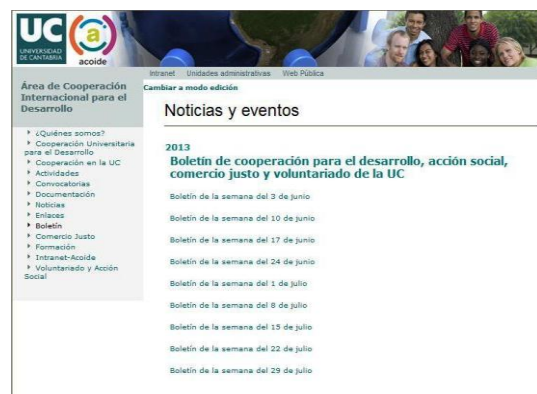 UC
UNIVERSIDAD
DE CANTABRIA
a
acoide
Intranet Unidades administrativas Web Pública
Cambiar a modo edición
Área de Cooperación
Internacional para el
Desarrollo
¿Quiénes somos?
Cooperación Universitaria
para el Desarrollo
Cooperación en la UC
Actividades
Convocatorias
Documentación
Noticias
Enlaces
Boletín
Comercio Justo
Formación
Intranet-Acoide
Voluntariado y Acción
Social
Noticias y eventos
2013
Boletín de cooperación para el desarrollo, acción social,
comercio justo y voluntariado de la UC
Boletín de la semana del 3 de junio
Boletín de la semana del 10 de junio
Boletín de la semana del 17 de junio
Boletín de la semana del 24 de junio
Boletín de la semana del 1 de julio
Boletín de la semana del 8 de julio
Boletín de la semana del 15 de julio
Boletín de la semana del 22 de julio
Boletín de la semana del 29 de julio